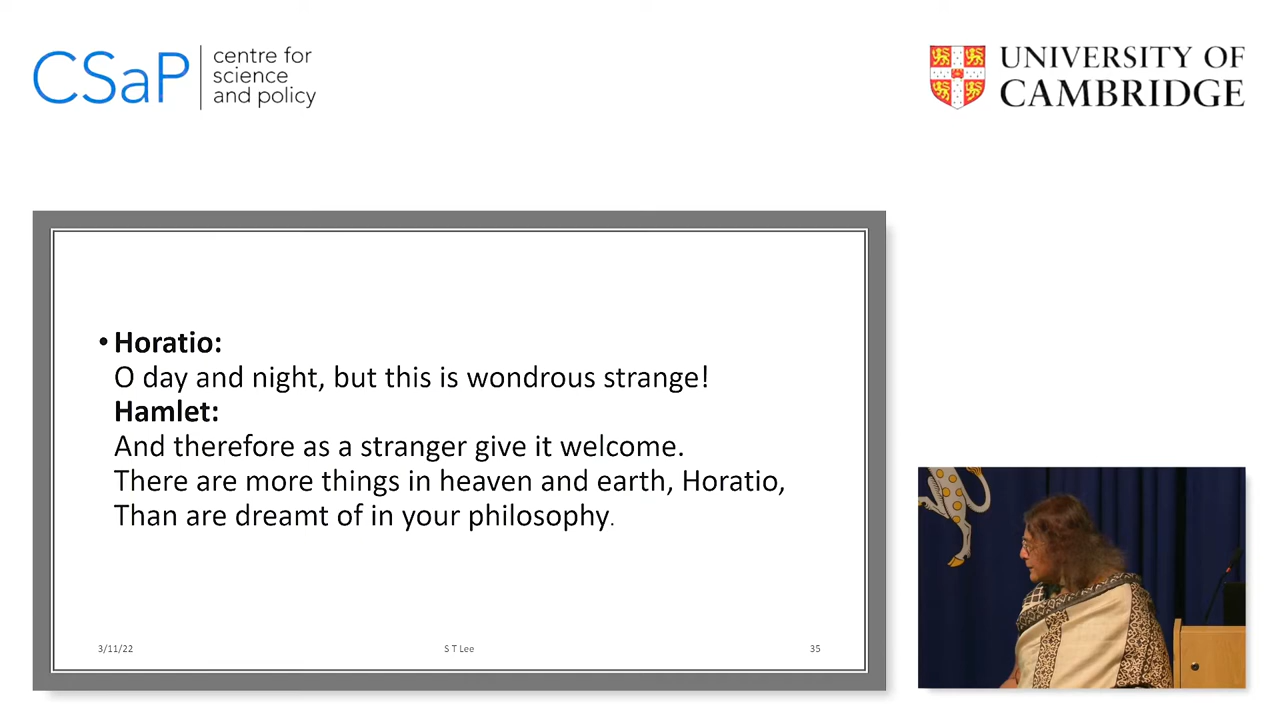 CSaP
centre for
science
and policy
UNIVERSITY OF
CAMBRIDGE
• Horatio:
O day and night, but this is wondrous strange!
Hamlet:
And therefore as a stranger give it welcome.
There are more things in heaven and earth, Horatio,
Than are dreamt of in your philosophy.
3/11/22
S T Lee
35